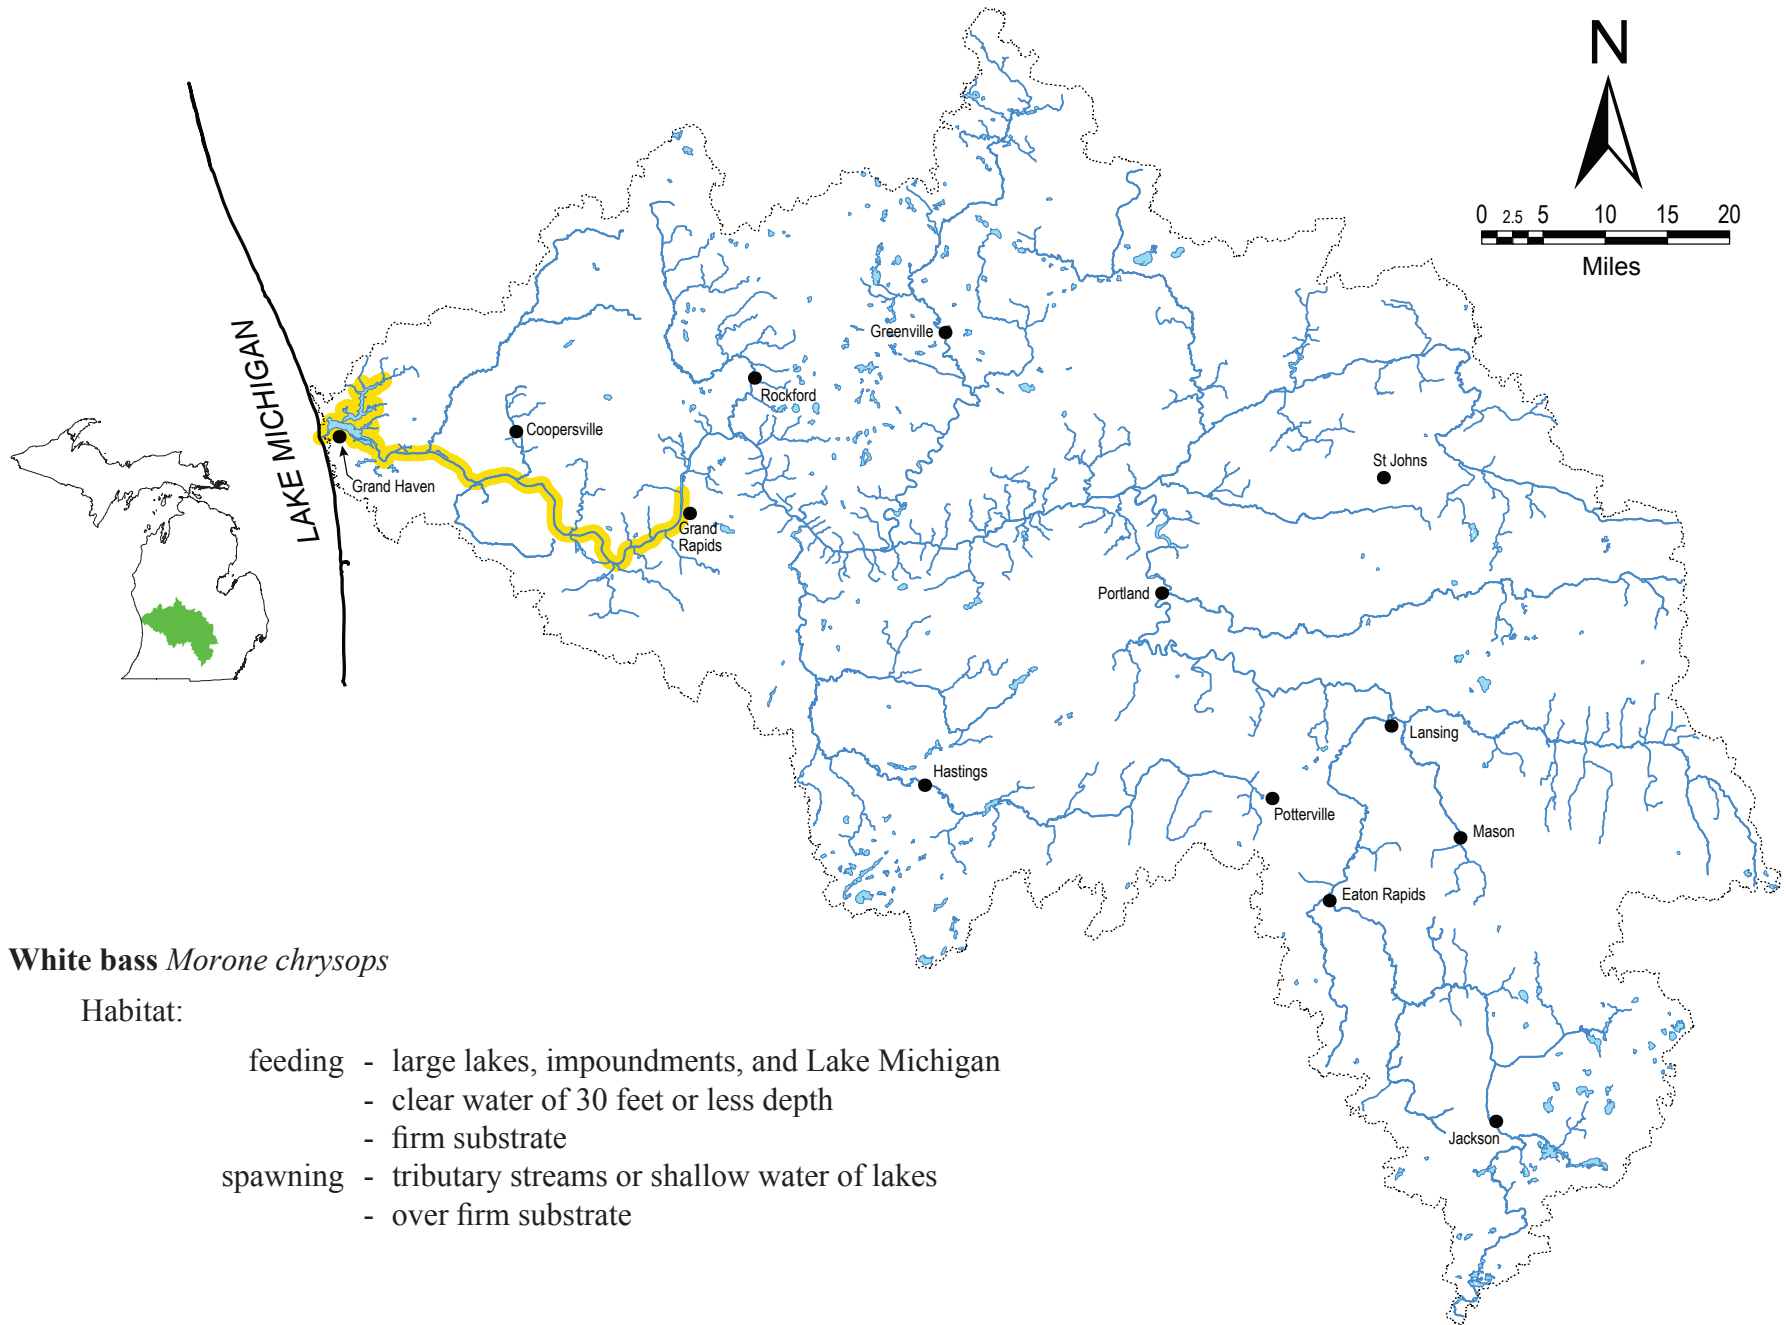 N
0 2.5 5 10 15 20
Miles
LAKE MICHIGAN
Greenville
Rockford
Coopersville
Grand Haven
St Johns
Grand
Rapids
Portland
Lansing
Hastings
Potterville
Mason
Eaton Rapids
Jackson
White bass Morone chrysops
Habitat:
feeding - large lakes, impoundments, and Lake Michigan
- clear water of 30 feet or less depth
- firm substrate
spawning - tributary streams or shallow water of lakes
- over firm substrate